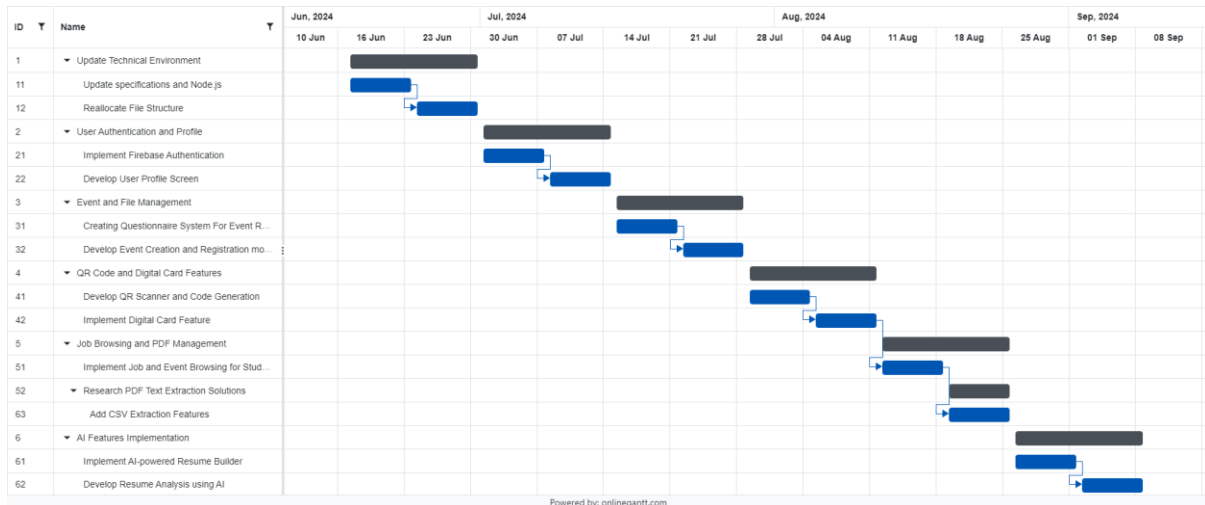 Jun, 2024 Jul, 2024 Aug, 2024 Sep, 2024
ID Name
10 Jun 16 Jun 23 Jun 30 Jun 07 Jul 14 Jul 21 Jul 28 Jul 04 Aug 11 Aug 18 Aug 25 Aug 01 Sep 08 Sep
1 Update Technical Environment
11 Update specifications and Node.js
12 Reallocate File Structure
2 User Authentication and Profile
21 Implement Firebase Authentication
22 Develop User Profile Screen
3 Event and File Management
31 Creating Questionnaire System For Event R...
32 Develop Event Creation and Registration mo...
4 QR Code and Digital Card Features
41 Develop QR Scanner and Code Generation
42 Implement Digital Card Feature
5 Job Browsing and PDF Management
51 Implement Job and Event Browsing for Stud...
52 Research PDF Text Extraction Solutions
63 Add CSV Extraction Features
6 AI Features Implementation
61 Implement AI-powered Resume Builder
62 Develop Resume Analysis using AI
Powered by: onlinegantt.com